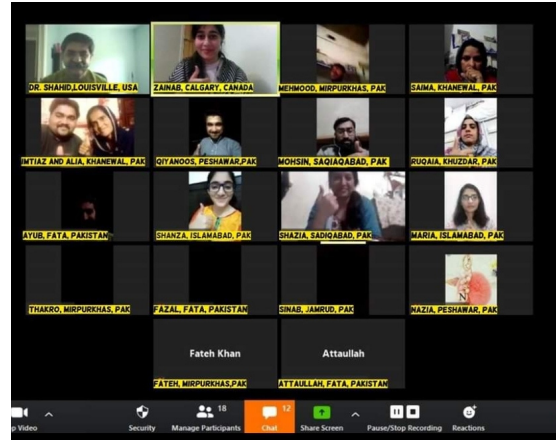 DR. SHAHID,LOUISVILLE, USA
ZAINAB, CALGARY, CANADA
MEHMOOD, MIRPURKHAS, PAK
SAIMA, KHANEWAL, PAK
IMTIAZ AND ALIA, KHANEWAL, PAK
QIYANOOS, PESHAWAR,PAK
MOHSIN, SAQIAQABAD, PAK
RUQAIA, KHUZDAR, PAK
AYUB, FATA, PAKISTAN
SHANZA, ISLAMABAD, PAK
SHAZIA, SADIQABAD, PAK
MARIA, ISLAMABAD, PAK
THAKRO, MIRPURKHAS, PAK
FAZAL, FATA, PAKISTAN
SINAB, JAMRUD, PAK
NAZIA, PESHAWAR, PAK
Fateh Khan
Attaullah
FATEH, MIRPURKHAS,PAK
ATTAULLAH, FATA, PAKISTAN
18
12
p Video
Security
Manage Participants
Chat
Share Screen
Pause/Stop Recording
Reactions